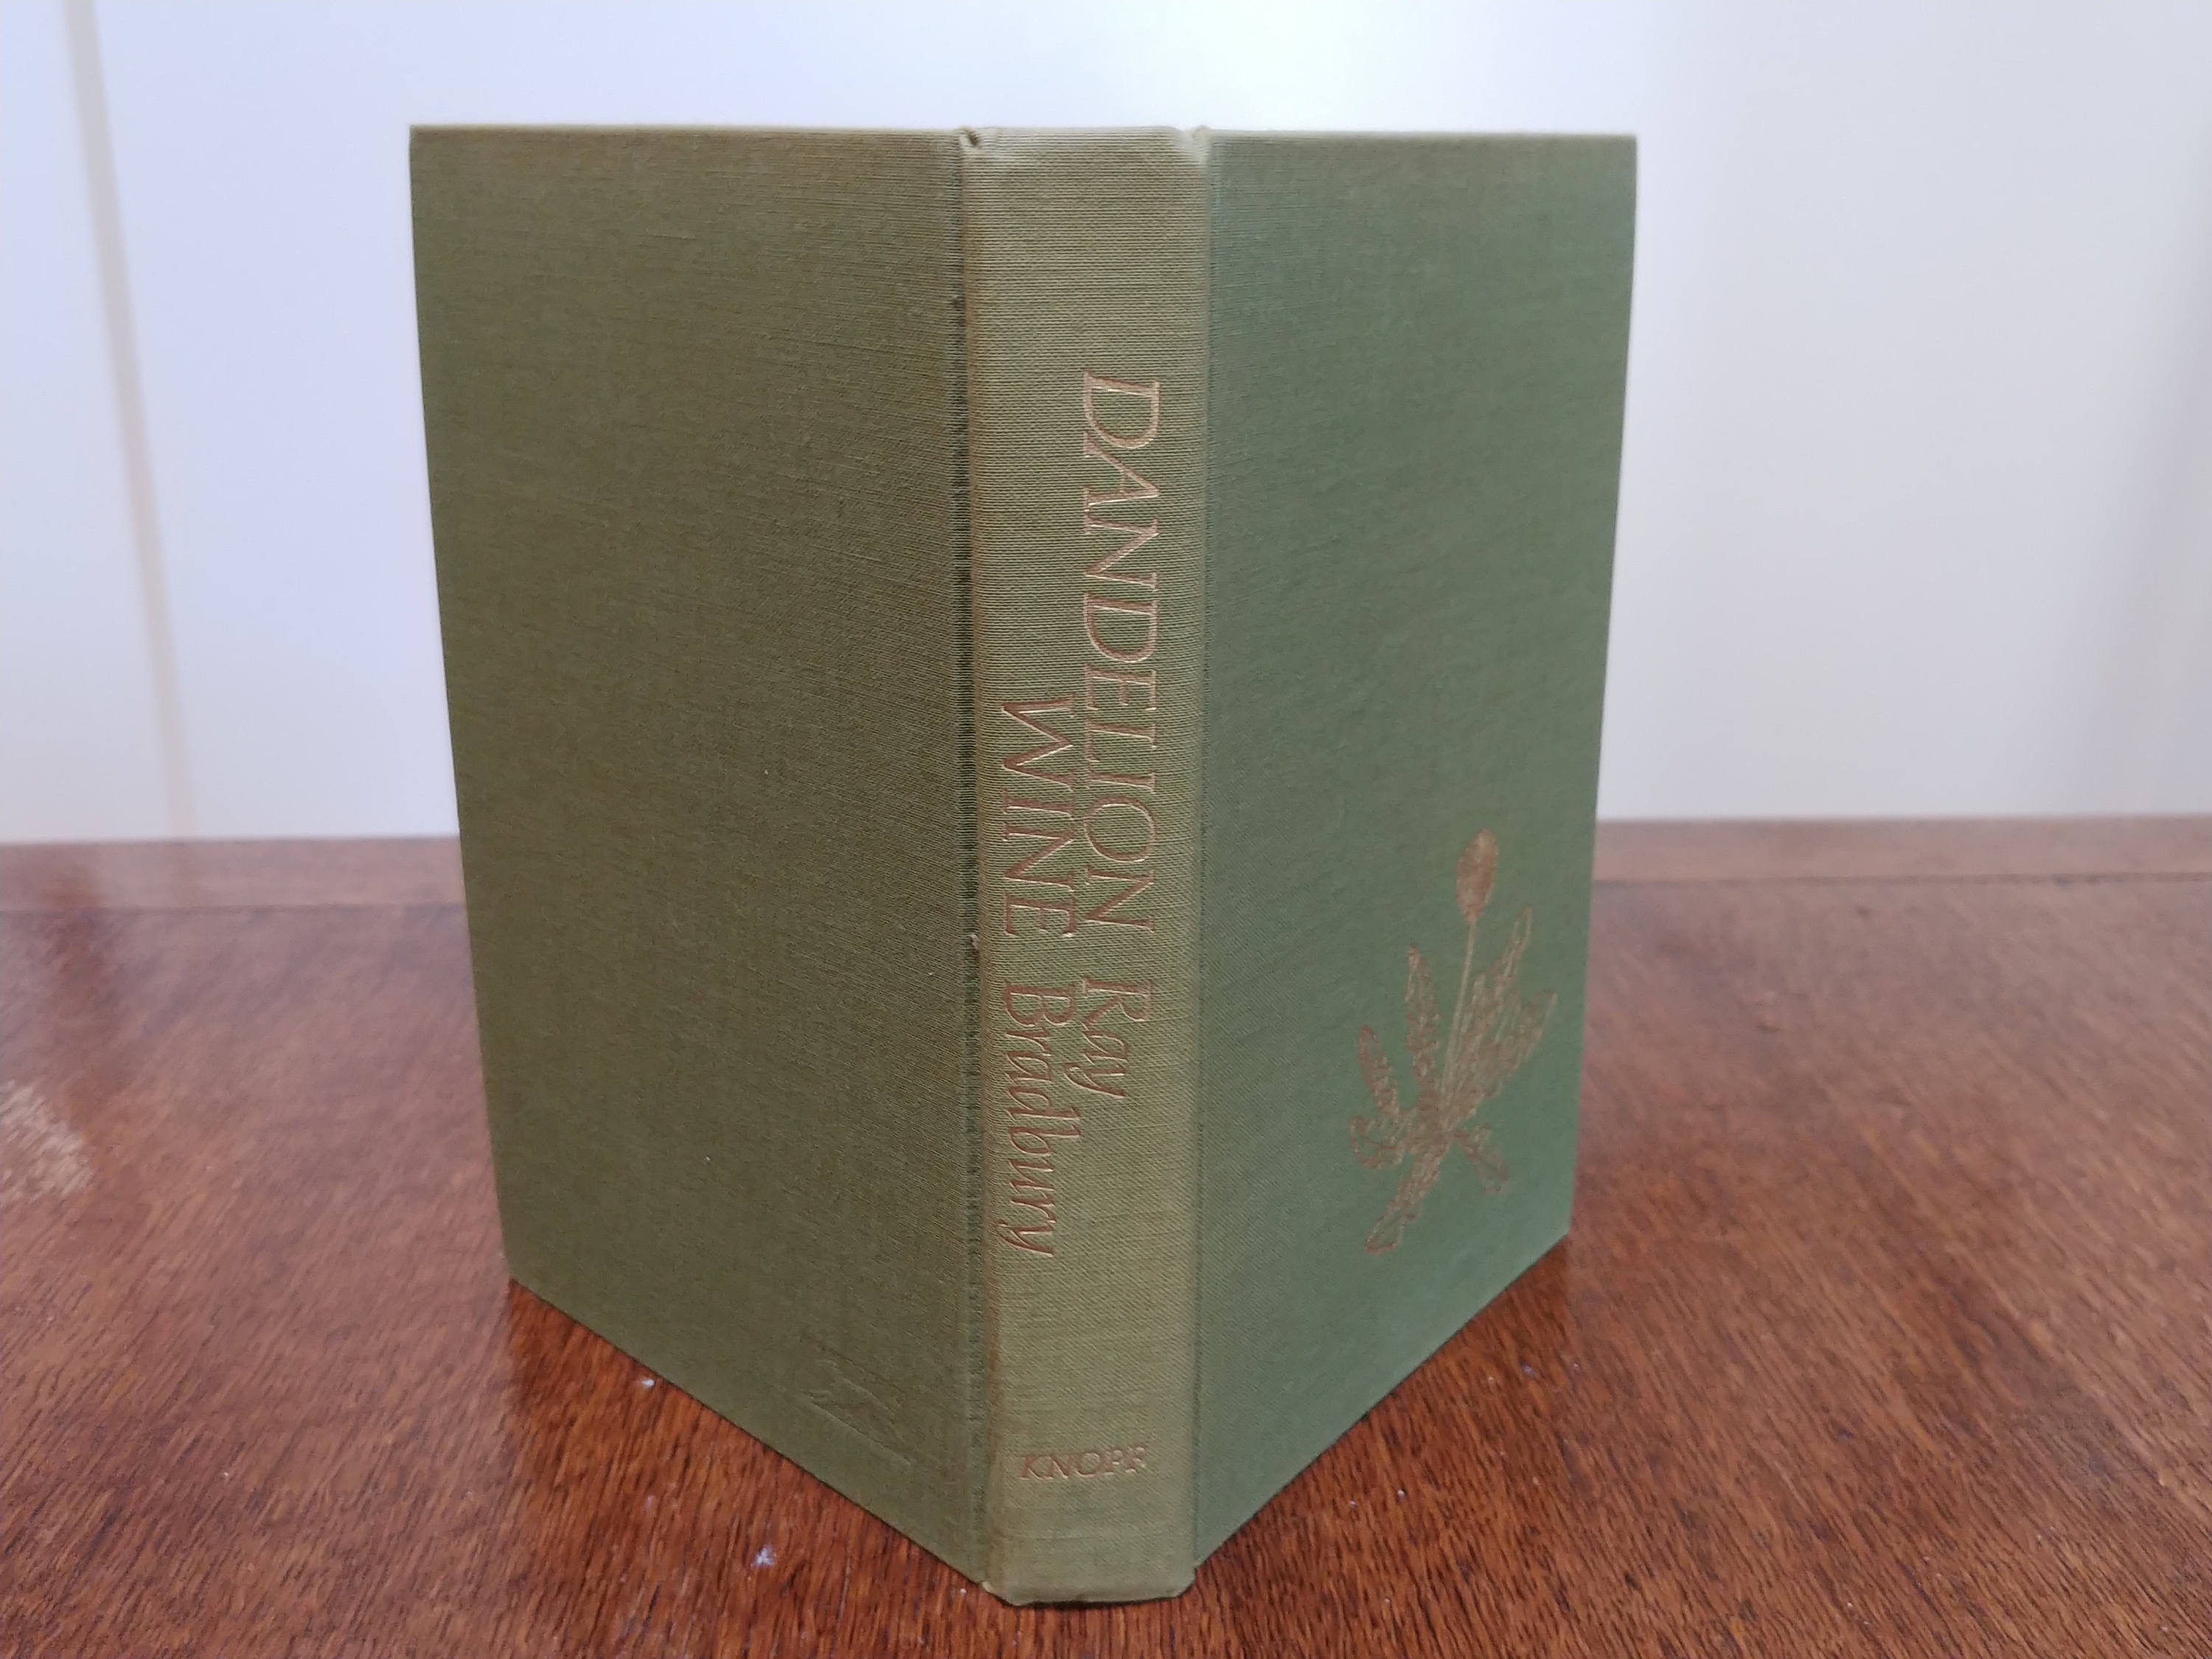 DANDELION
WINE
Ray
Bradbury
KNOPF